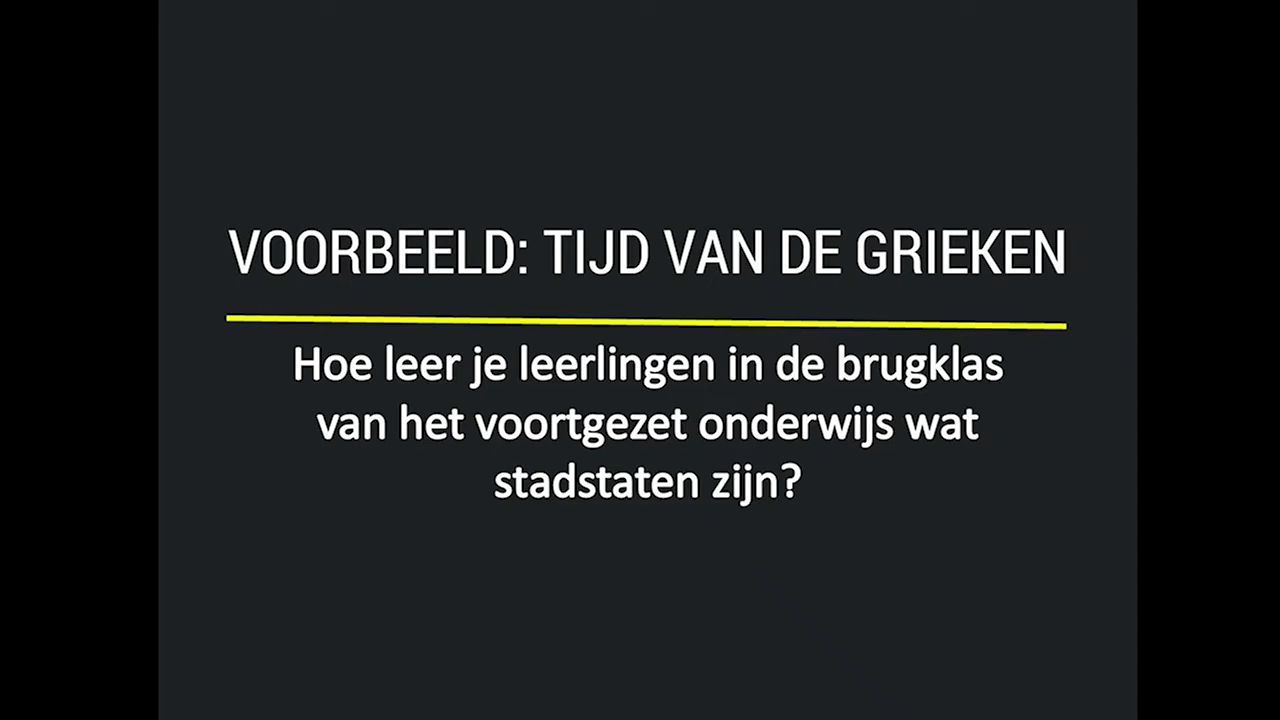 VOORBEELD: TIJD VAN DE GRIEKEN
Hoe leer je leerlingen in de brugklas
van het voortgezet onderwijs wat
stadstaten zijn?